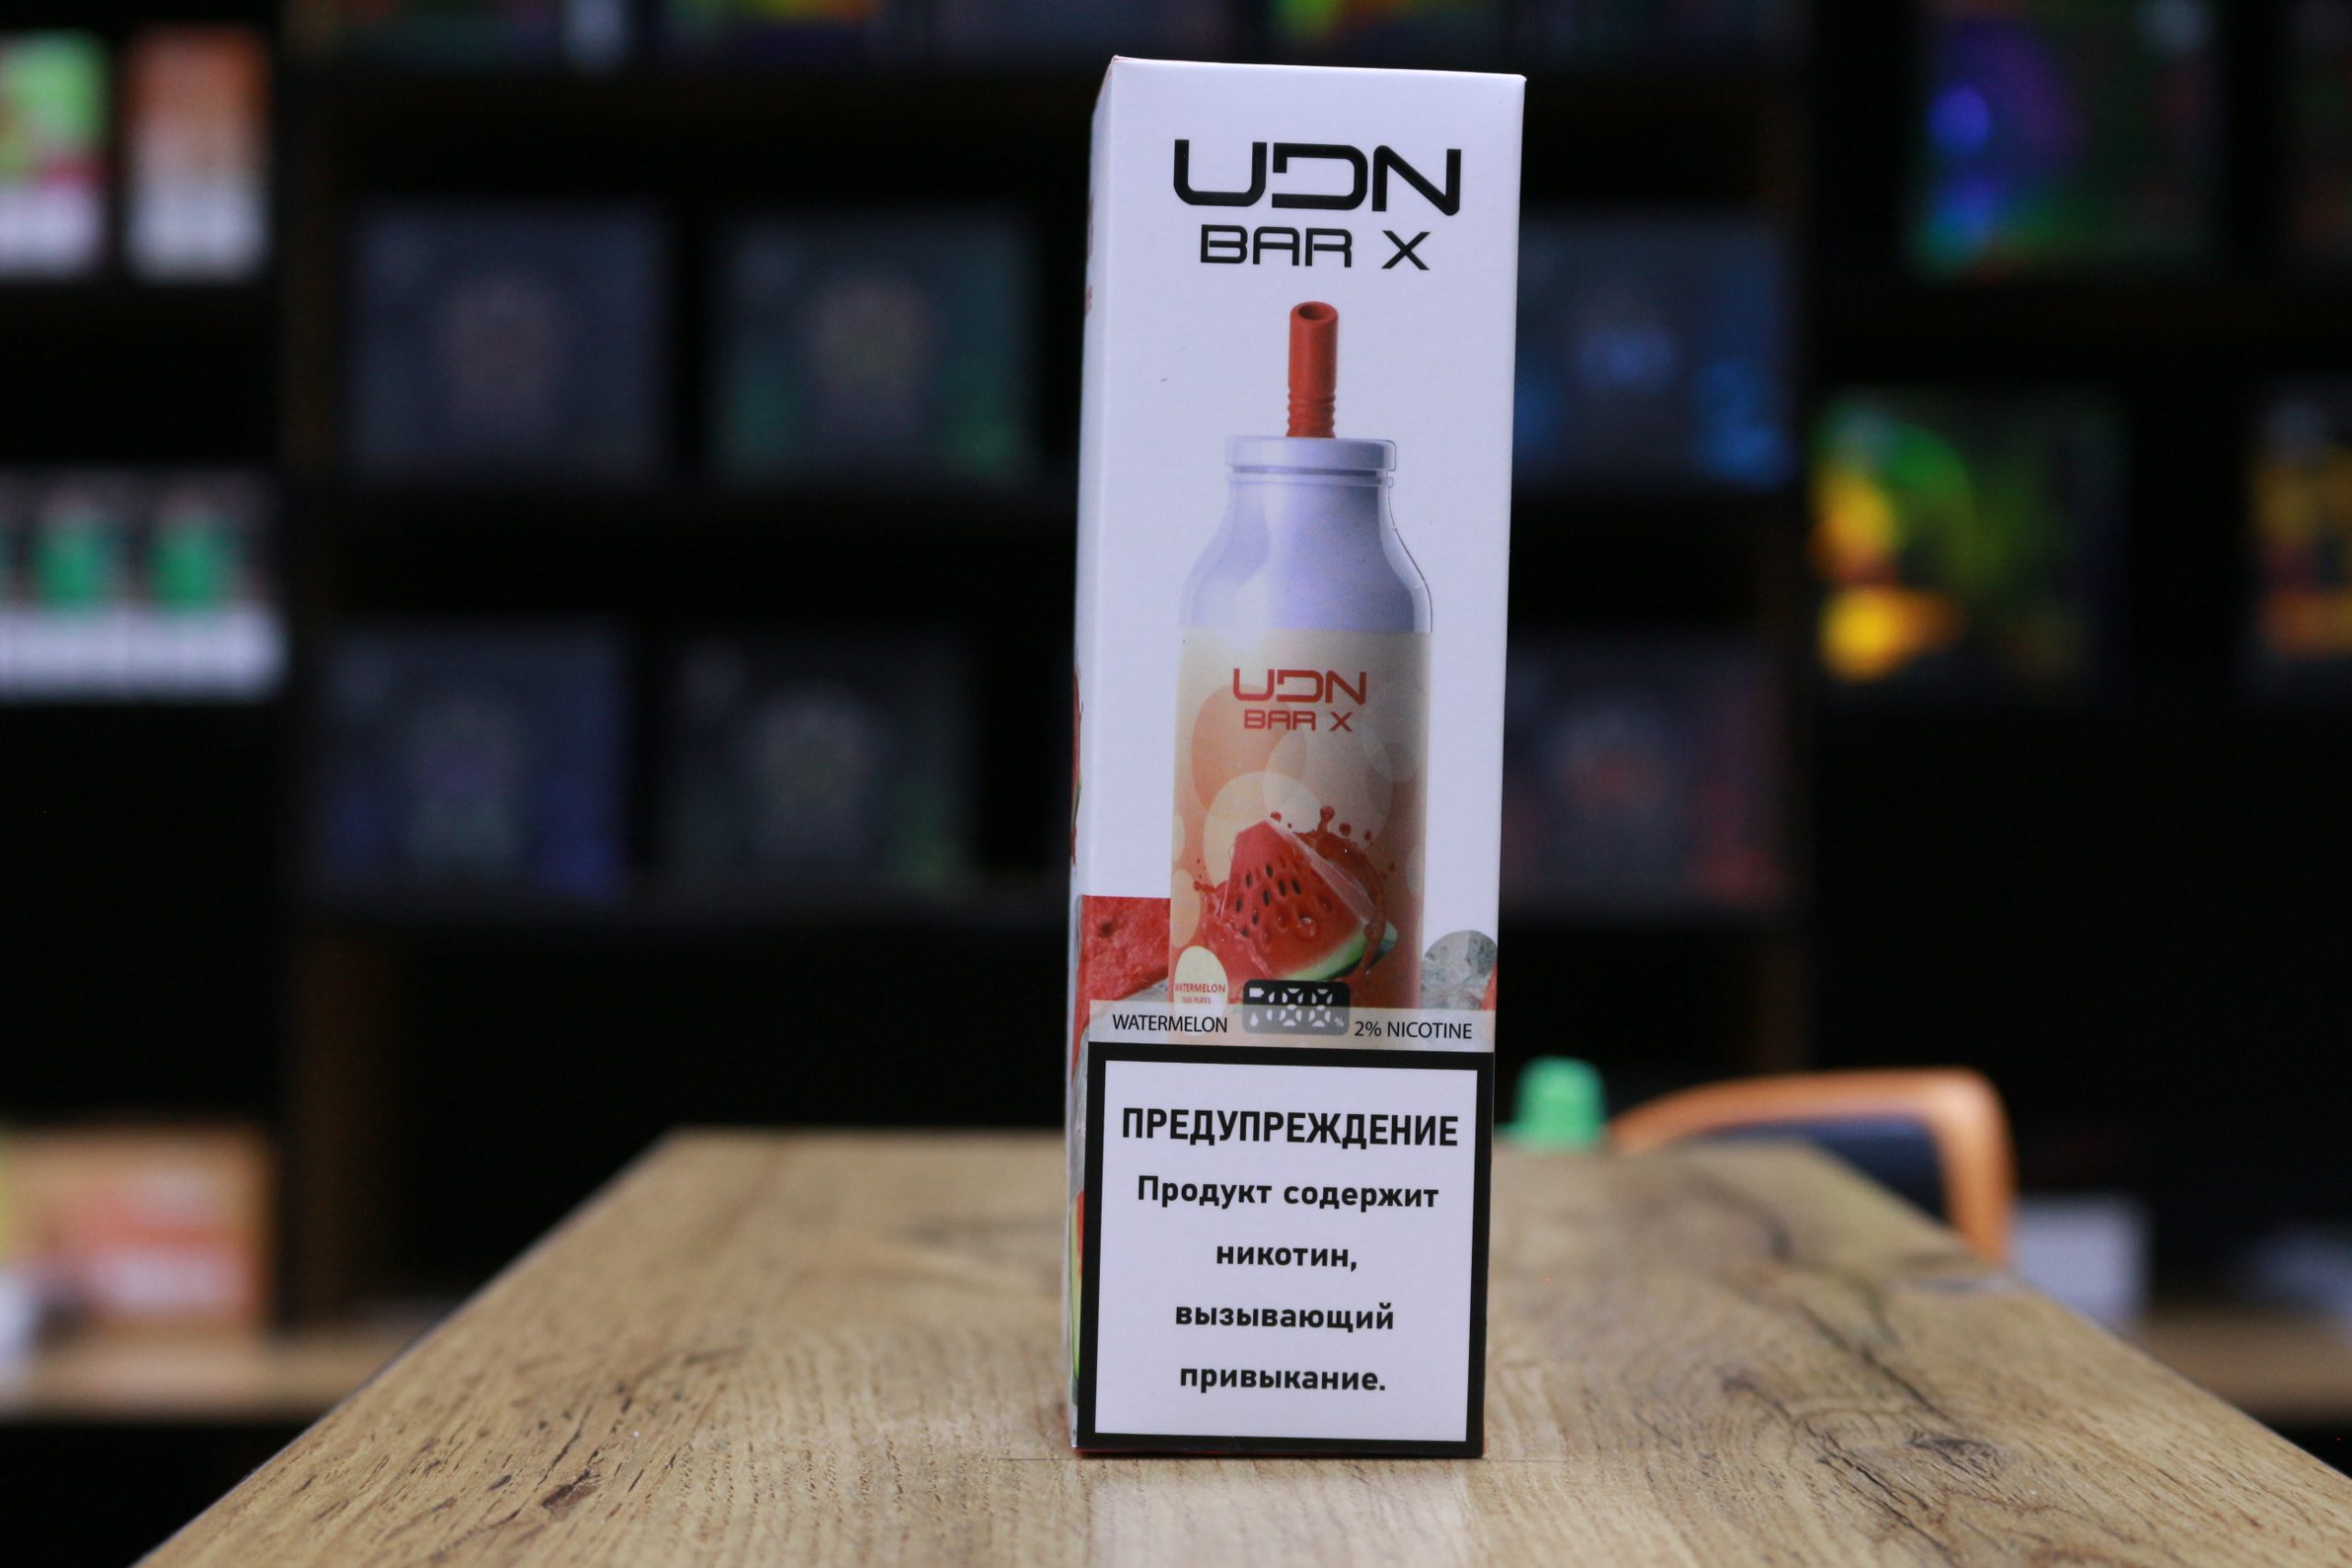 UDN
BAR X
UDN
BAR X
WATERMELON
WATERMELON
2% NICOTINE
ПРЕДУПРЕЖДЕНИЕ
Продукт содержит
никотин,
вызывающий
привыкание.